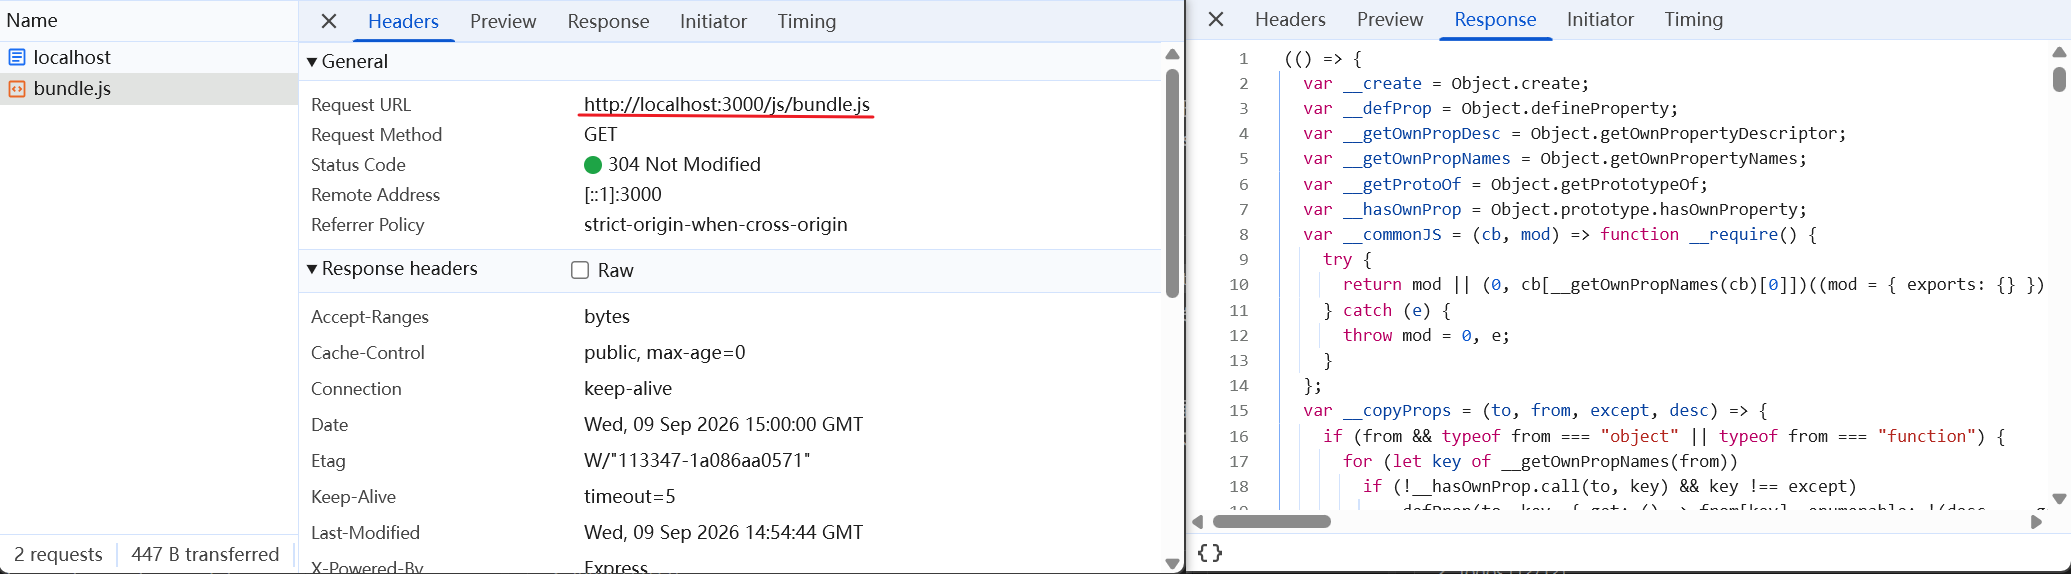 Name
localhost
bundle.js
2 requests
447 B transferred
Headers
Preview
Response
Initiator
Timing
General
Request URL
http://localhost:3000/js/bundle.js
Request Method
GET
Status Code
304 Not Modified
Remote Address
[::1]:3000
Referrer Policy
strict-origin-when-cross-origin
Response headers
Raw
Accept-Ranges
bytes
Cache-Control
public, max-age=0
Connection
keep-alive
Date
Wed, 09 Sep 2026 15:00:00 GMT
Etag
W/"113347-1a086aa0571"
Keep-Alive
timeout=5
Last-Modified
Wed, 09 Sep 2026 14:54:44 GMT
X-Powered-By
Express
Headers
Preview
Response
Initiator
Timing
1 (() => {
2 var __create = Object.create;
3 var __defProp = Object.defineProperty;
4 var __getOwnPropDesc = Object.getOwnPropertyDescriptor;
5 var __getOwnPropNames = Object.getOwnPropertyNames;
6 var __getProtoOf = Object.getPrototypeOf;
7 var __hasOwnProp = Object.prototype.hasOwnProperty;
8 var __commonJS = (cb, mod) => function __require() {
9 try {
10 return mod || (0, cb[__getOwnPropNames(cb)[0]])((mod = { exports: {} })
11 } catch (e) {
12 throw mod = 0, e;
13 }
14 };
15 var __copyProps = (to, from, except, desc) => {
16 if (from && typeof from === "object" || typeof from === "function") {
17 for (let key of __getOwnPropNames(from))
18 if (!__hasOwnProp.call(to, key) && key !== except)
{}